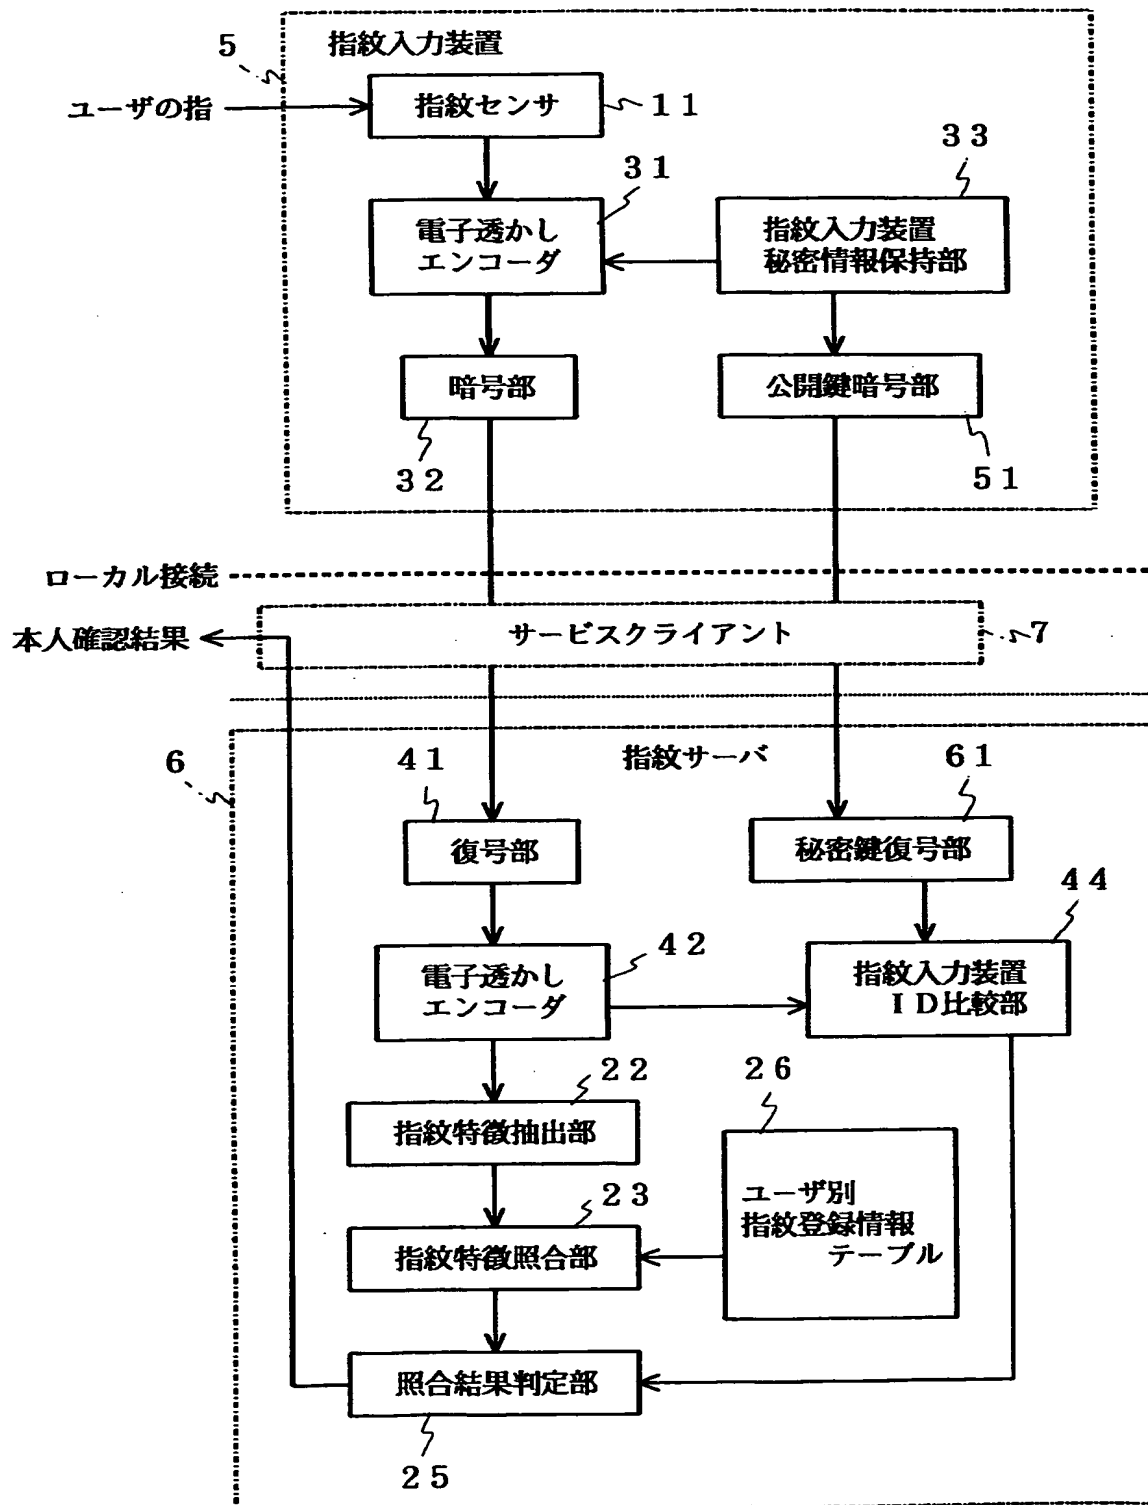 5
指紋入力装置
ユーザの指
指紋センサ
11
33
31
電子透かし
エンコーダ
指紋入力装置
秘密情報保持部
暗号部
公開鍵暗号部
32
51
ローカル接続
本人確認結果
サービスクライアント
7
6
41
指紋サーバ
61
復号部
秘密鍵復号部
44
42
電子透かし
エンコーダ
指紋入力装置
ID比較部
22
26
指紋特徴抽出部
ユーザ別
指紋登録情報
テーブル
23
指紋特徴照合部
照合結果判定部
25